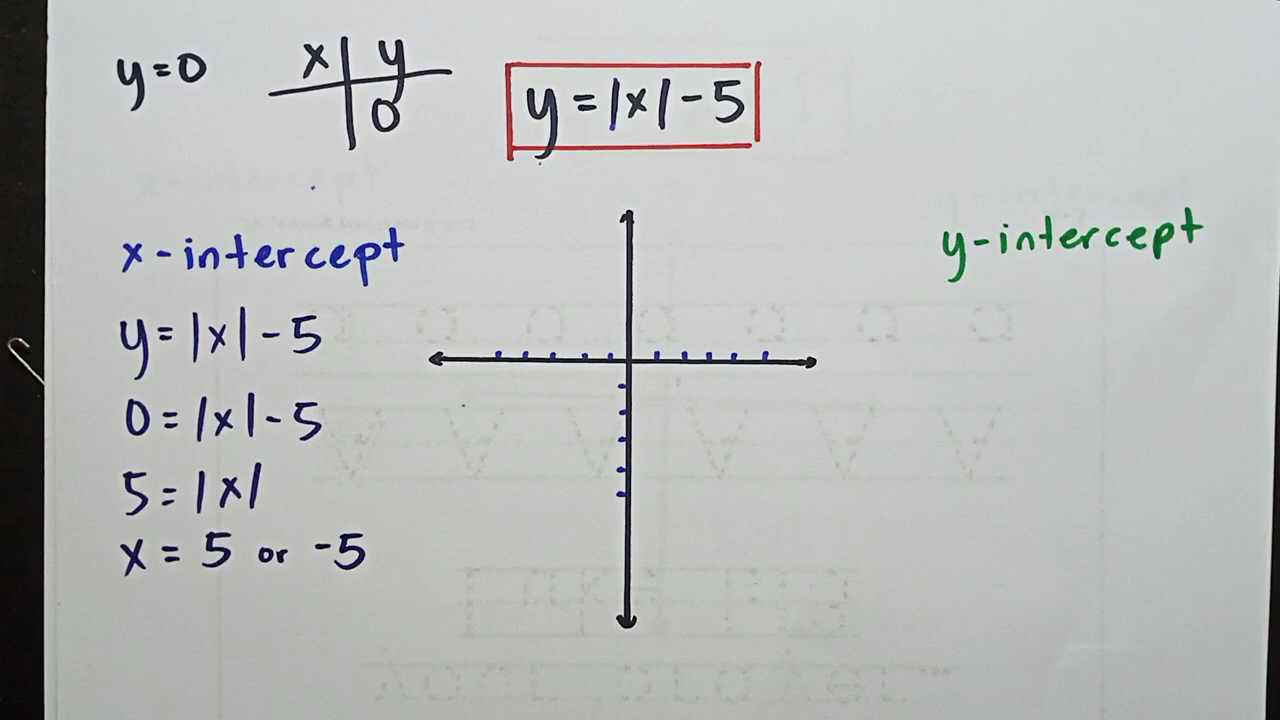 y=0
x | y
0
y=|x|-5
x-intercept
y-intercept
y=|x|-5
0=|x|-5
5=|x|
x=5 or -5